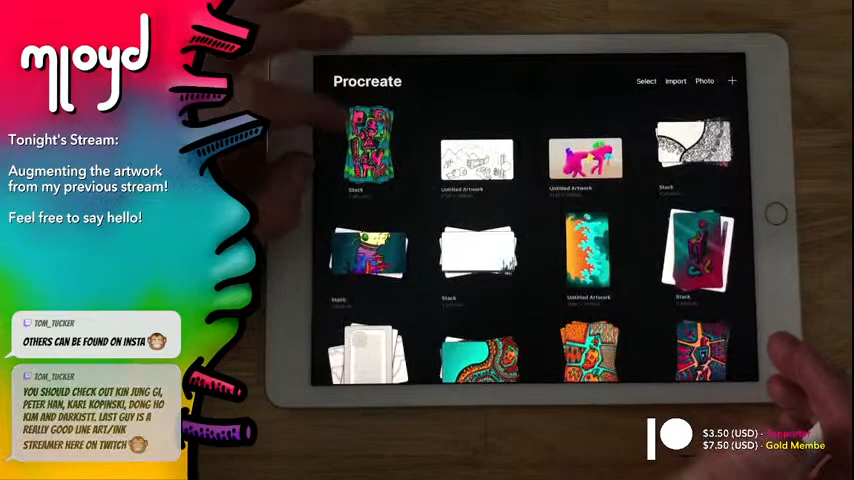 mloyd
Tonight's Stream:
Augmenting the artwork
from my previous stream!
Feel free to say hello!
TOM_TUCKER
OTHERS CAN BE FOUND ON INSTA
TOM_TUCKER
YOU SHOULD CHECK OUT KIN JUNG GI,
PETER HAN, KARL KOPINSKI, DONG HO
KIM AND DARKISTT. LAST GUY IS A
REALLY GOOD LINE ART/INK
STREAMER HERE ON TWITCH
Procreate
Select Import Photo +
Stack
Untitled Artwork
Untitled Artwork
Stack
Stack
Stack
Untitled Artwork
Stack
$3.50 (USD) - Supporter
$7.50 (USD) - Gold Membe